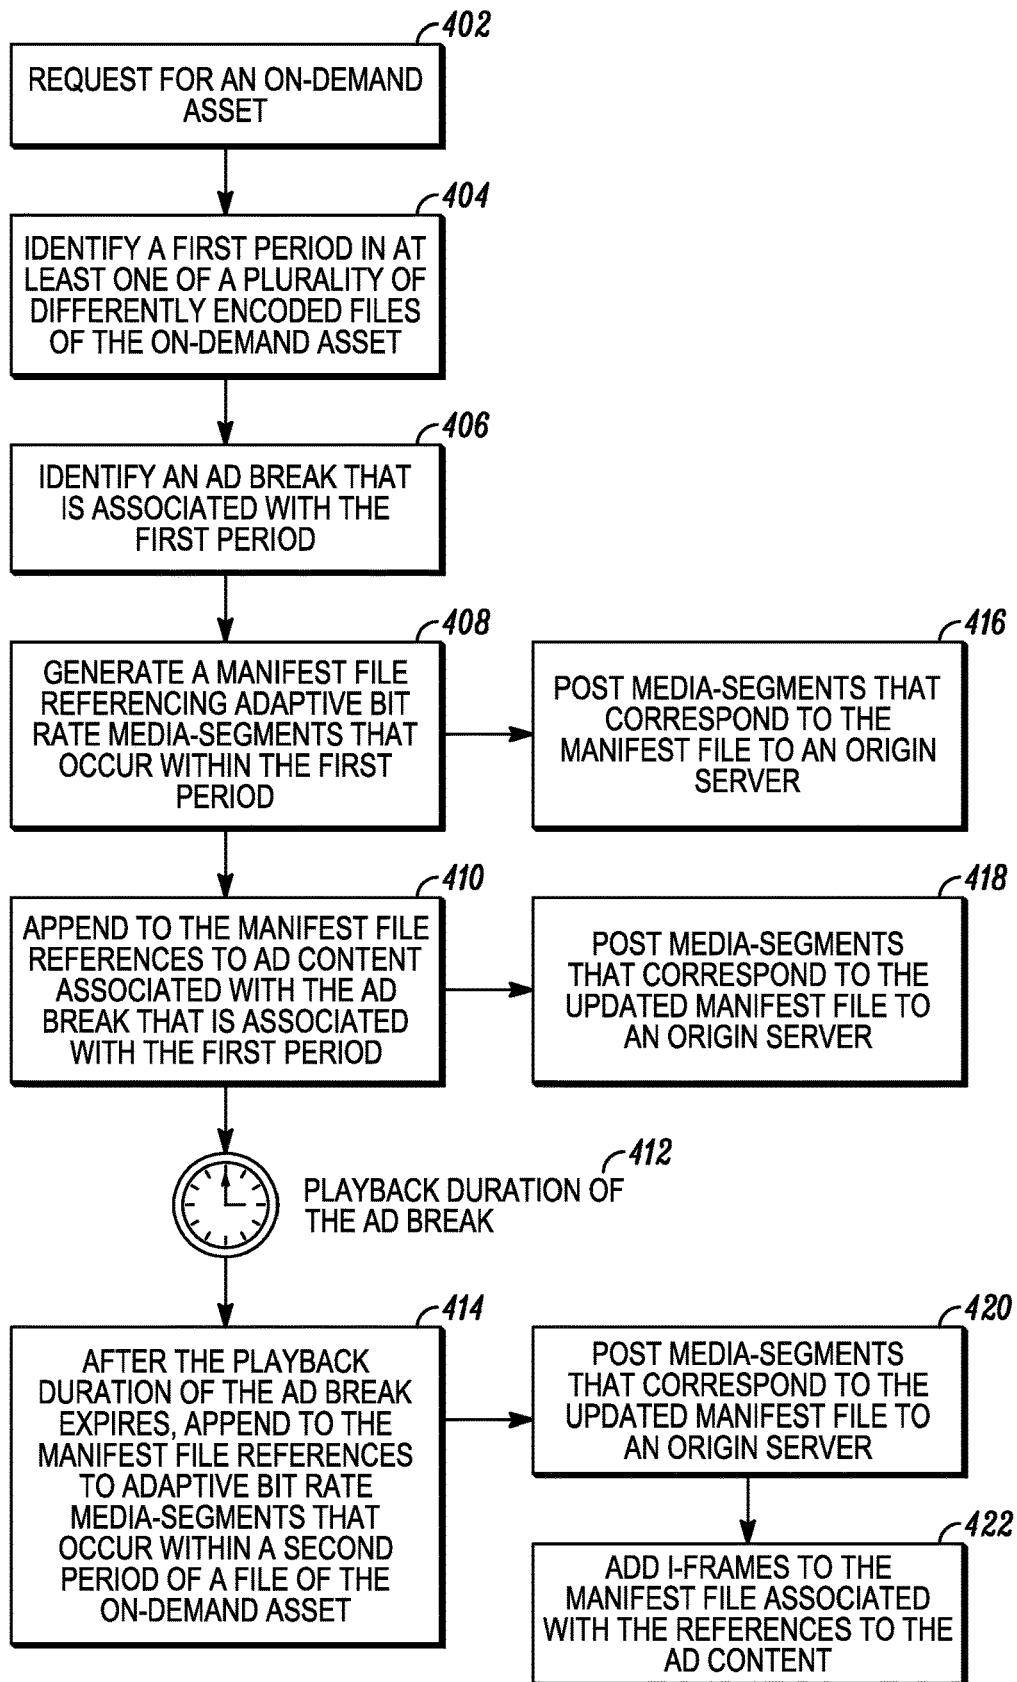 402
REQUEST FOR AN ON-DEMAND
ASSET
404
IDENTIFY A FIRST PERIOD IN AT
LEAST ONE OF A PLURALITY OF
DIFFERENTLY ENCODED FILES
OF THE ON-DEMAND ASSET
406
IDENTIFY AN AD BREAK THAT
IS ASSOCIATED WITH THE
FIRST PERIOD
408
GENERATE A MANIFEST FILE
REFERENCING ADAPTIVE BIT
RATE MEDIA-SEGMENTS THAT
OCCUR WITHIN THE FIRST
PERIOD
416
POST MEDIA-SEGMENTS THAT
CORRESPOND TO THE
MANIFEST FILE TO AN ORIGIN
SERVER
410
APPEND TO THE MANIFEST FILE
REFERENCES TO AD CONTENT
ASSOCIATED WITH THE AD
BREAK THAT IS ASSOCIATED
WITH THE FIRST PERIOD
418
POST MEDIA-SEGMENTS
THAT CORRESPOND TO THE
UPDATED MANIFEST FILE TO
AN ORIGIN SERVER
412
PLAYBACK DURATION OF
THE AD BREAK
414
AFTER THE PLAYBACK
DURATION OF THE AD BREAK
EXPIRES, APPEND TO THE
MANIFEST FILE REFERENCES
TO ADAPTIVE BIT RATE
MEDIA-SEGMENTS THAT
OCCUR WITHIN A SECOND
PERIOD OF A FILE OF THE
ON-DEMAND ASSET
420
POST MEDIA-SEGMENTS
THAT CORRESPOND TO THE
UPDATED MANIFEST FILE TO
AN ORIGIN SERVER
422
ADD I-FRAMES TO THE
MANIFEST FILE ASSOCIATED
WITH THE REFERENCES TO THE
AD CONTENT